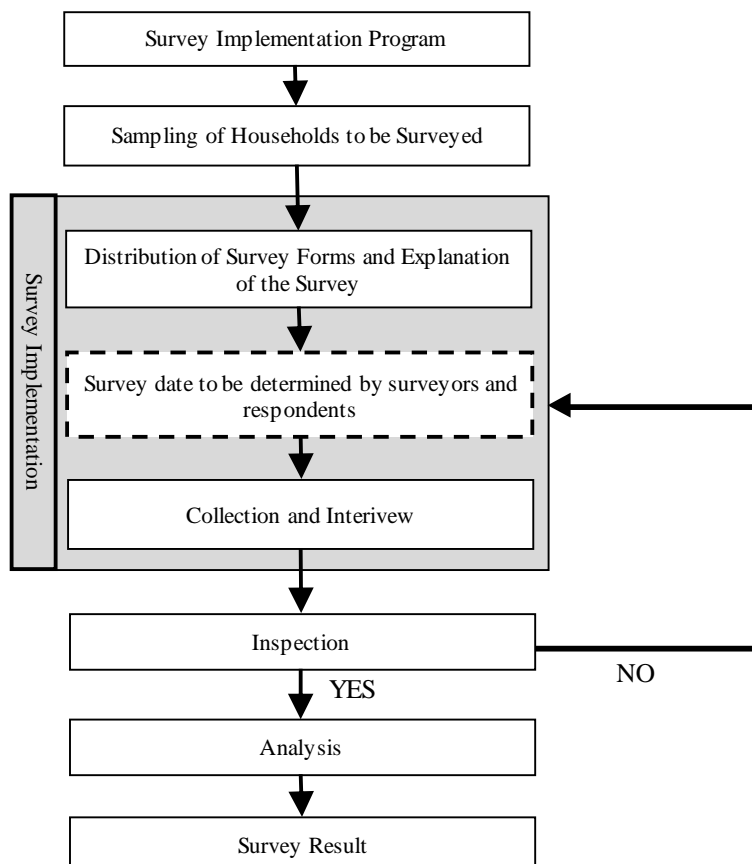 Survey Implementation Program
Sampling of Households to be Surveyed
Survey Implementation
Distribution of Survey Forms and Explanation
of the Survey
Survey date to be determined by surveyors and
respondents
Collection and Interivew
Inspection
NO
YES
Analysis
Survey Result